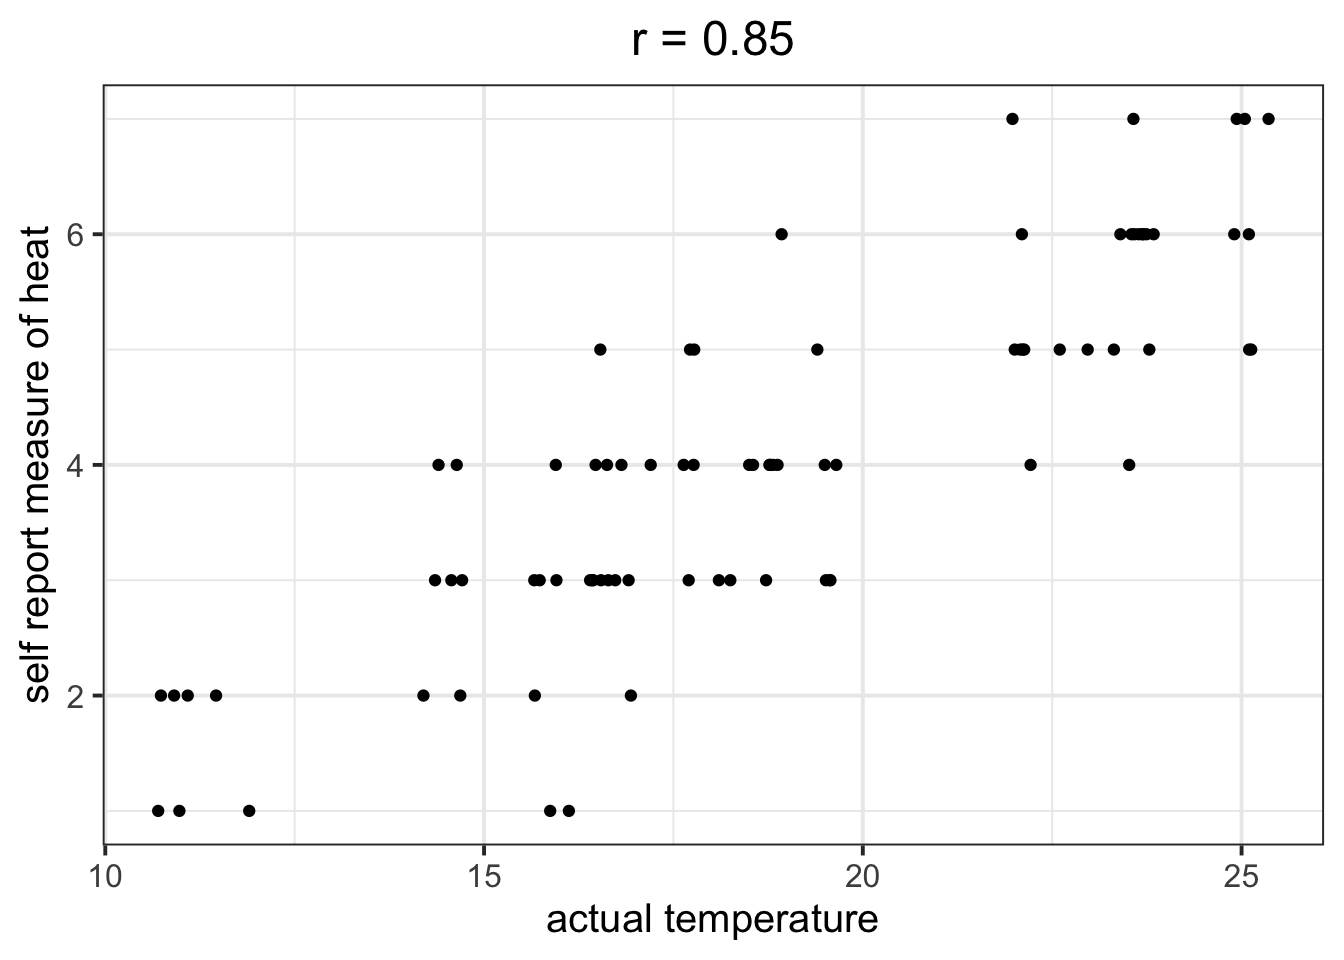 r = 0.85
self report measure of heat
6
4
2
10 15 20 25
actual temperature